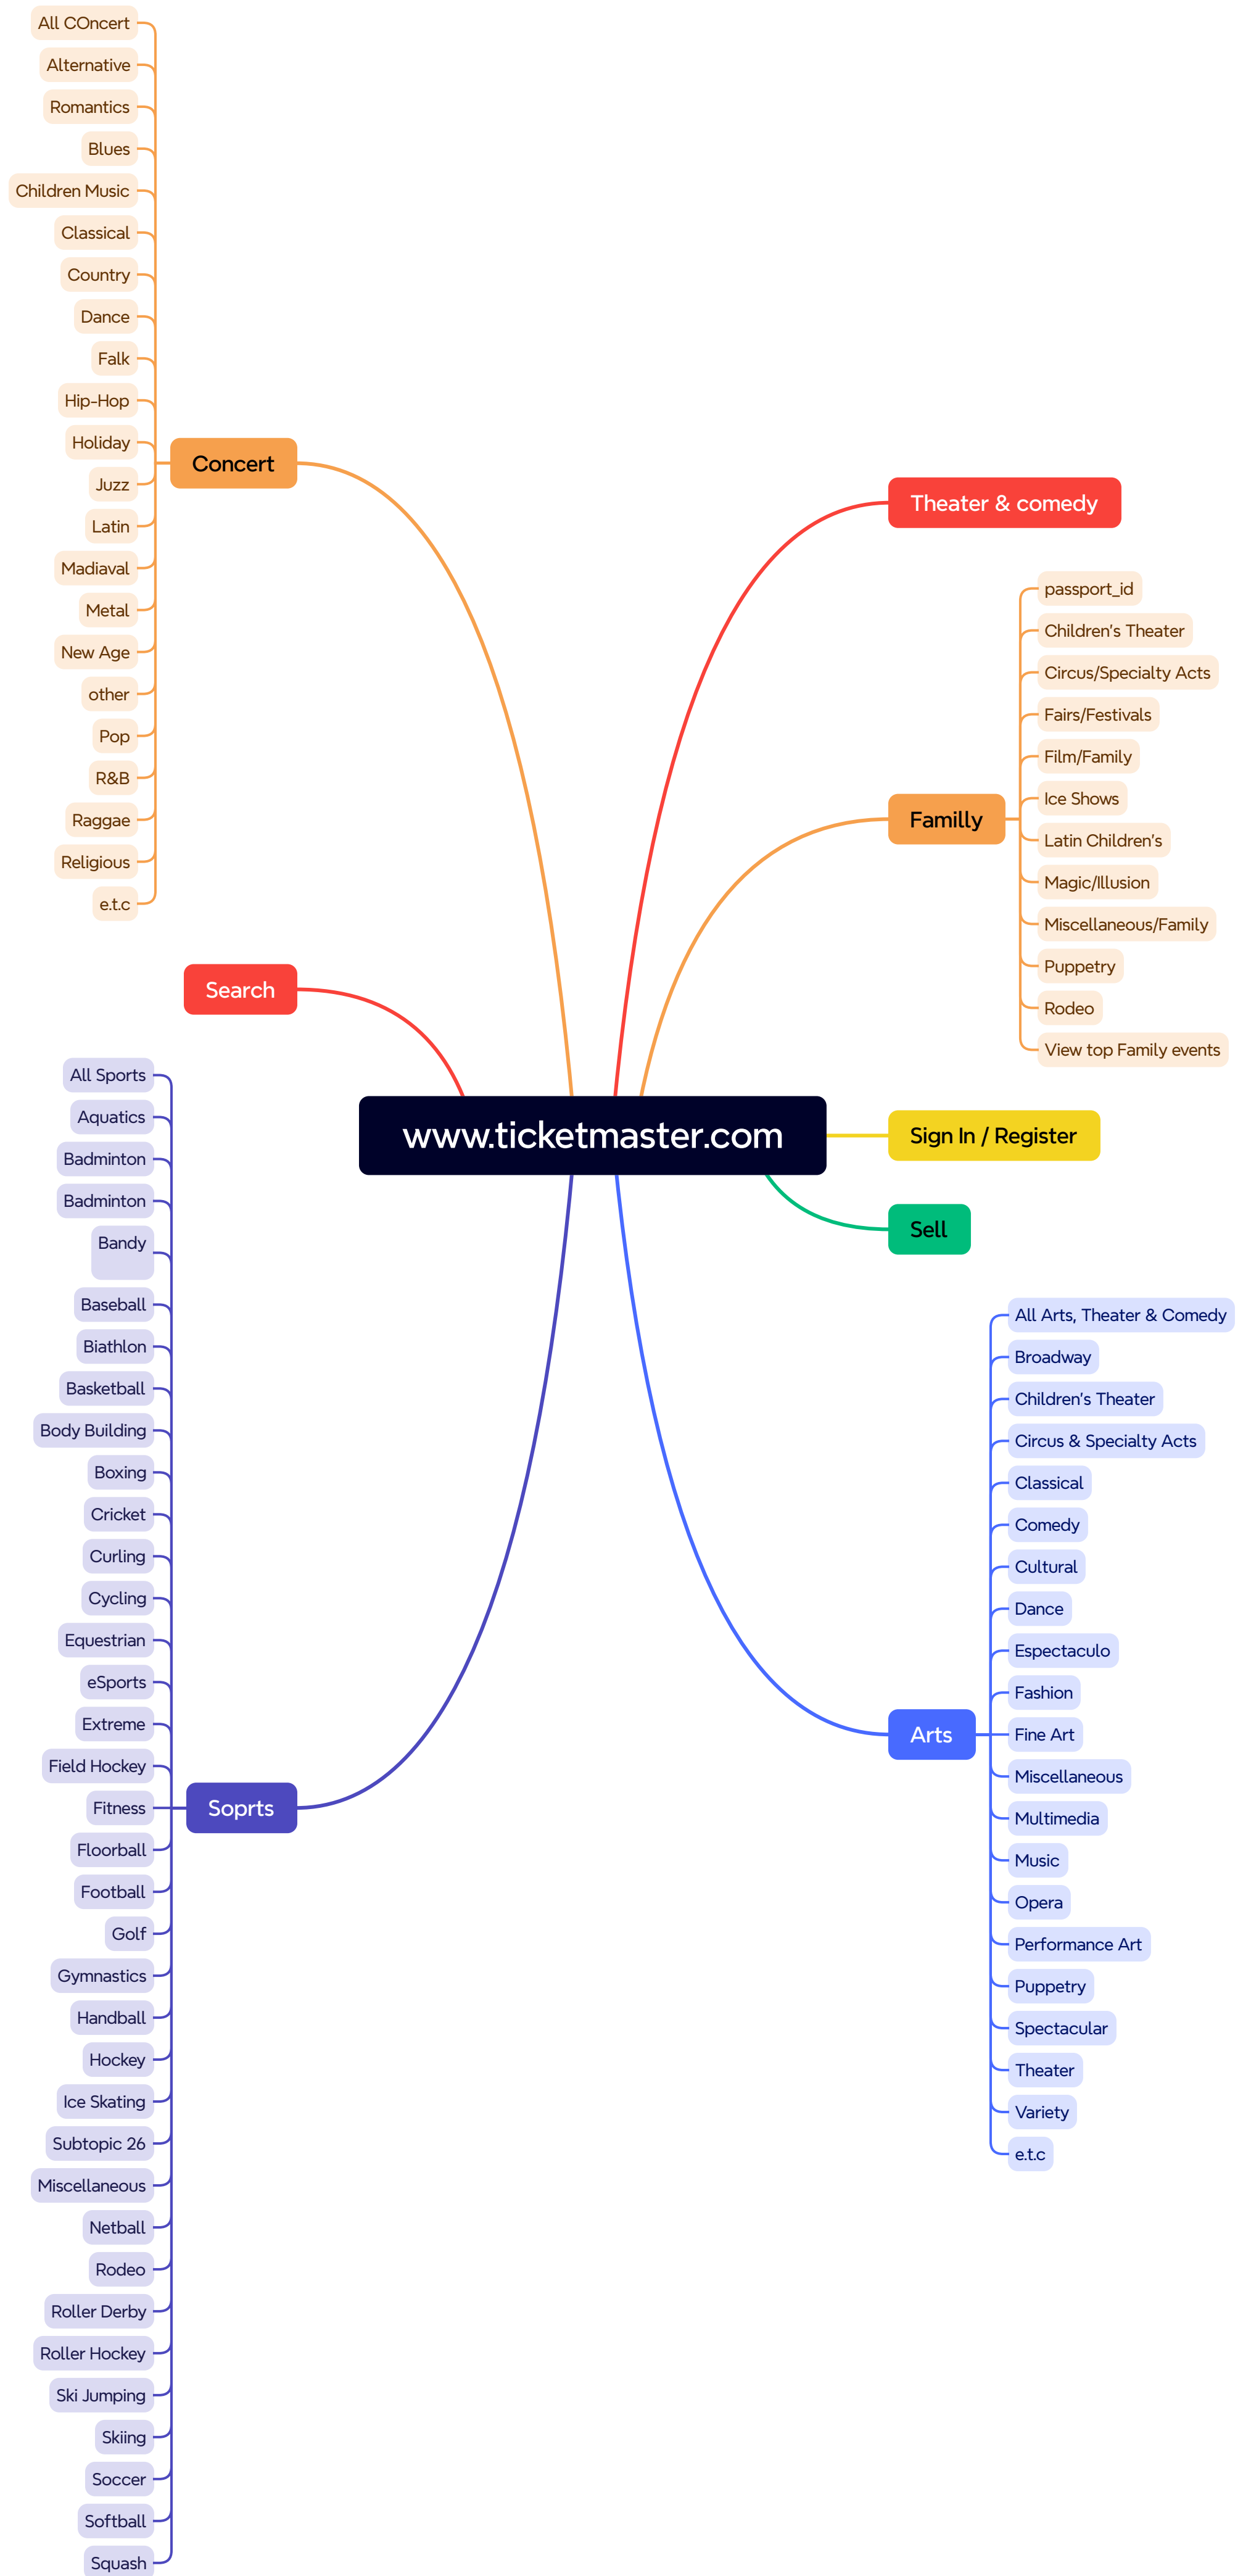 All COncert
Alternative
Romantics
Blues
Children Music
Classical
Country
Dance
Falk
Hip-Hop
Holiday
Juzz
Latin
Madiaval
Metal
New Age
other
Pop
R&B
Raggae
Religious
e.t.c
Concert
Search
All Sports
Aquatics
Badminton
Badminton
Bandy
Baseball
Biathlon
Basketball
Body Building
Boxing
Cricket
Curling
Cycling
Equestrian
eSports
Extreme
Field Hockey
Fitness
Floorball
Football
Golf
Gymnastics
Handball
Hockey
Ice Skating
Subtopic 26
Miscellaneous
Netball
Rodeo
Roller Derby
Roller Hockey
Ski Jumping
Skiing
Soccer
Softball
Squash
Soprts
www.ticketmaster.com
Theater & comedy
Familly
passport_id
Children's Theater
Circus/Specialty Acts
Fairs/Festivals
Film/Family
Ice Shows
Latin Children's
Magic/Illusion
Miscellaneous/Family
Puppetry
Rodeo
View top Family events
Sign In / Register
Sell
Arts
All Arts, Theater & Comedy
Broadway
Children's Theater
Circus & Specialty Acts
Classical
Comedy
Cultural
Dance
Espectaculo
Fashion
Fine Art
Miscellaneous
Multimedia
Music
Opera
Performance Art
Puppetry
Spectacular
Theater
Variety
e.t.c